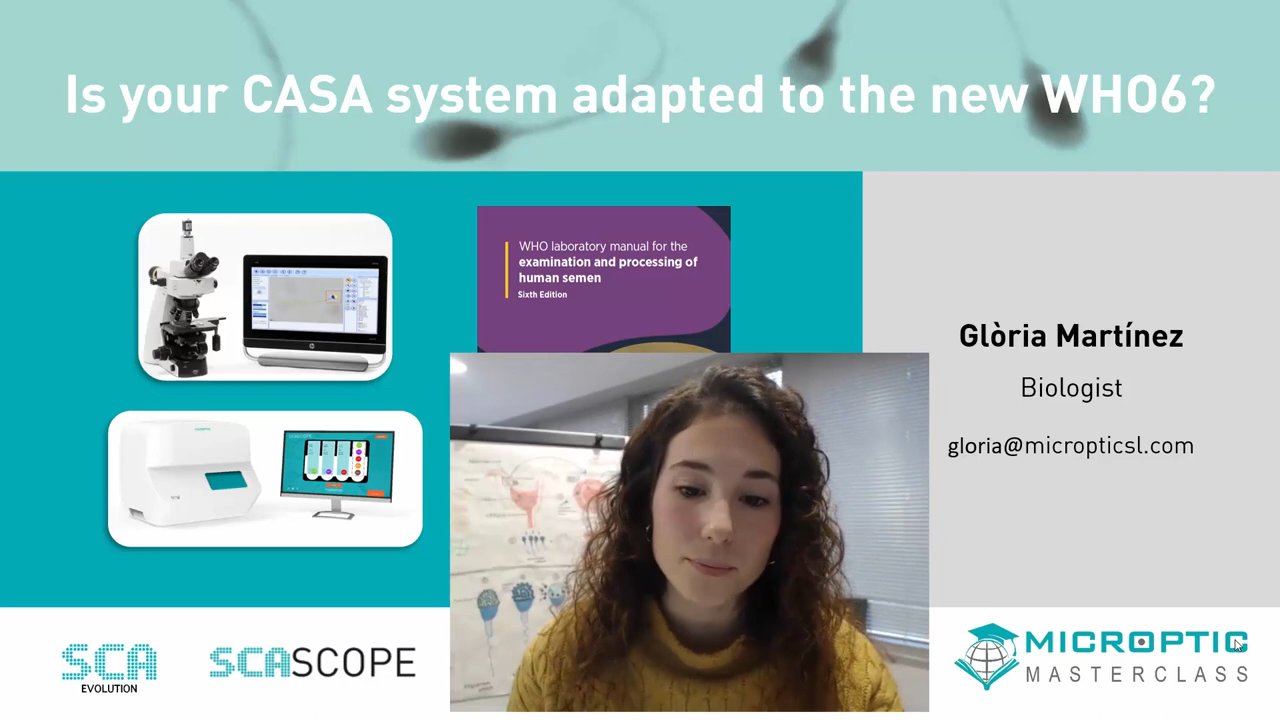 Is your CASA system adapted to the new WHO6?
WHO laboratory manual for the
examination and processing of
human semen
Sixth Edition
Glòria Martínez
Biologist
gloria@micropticsl.com
SCA
EVOLUTION
SCASCOPE
MICROPTIC
MASTERCLASS